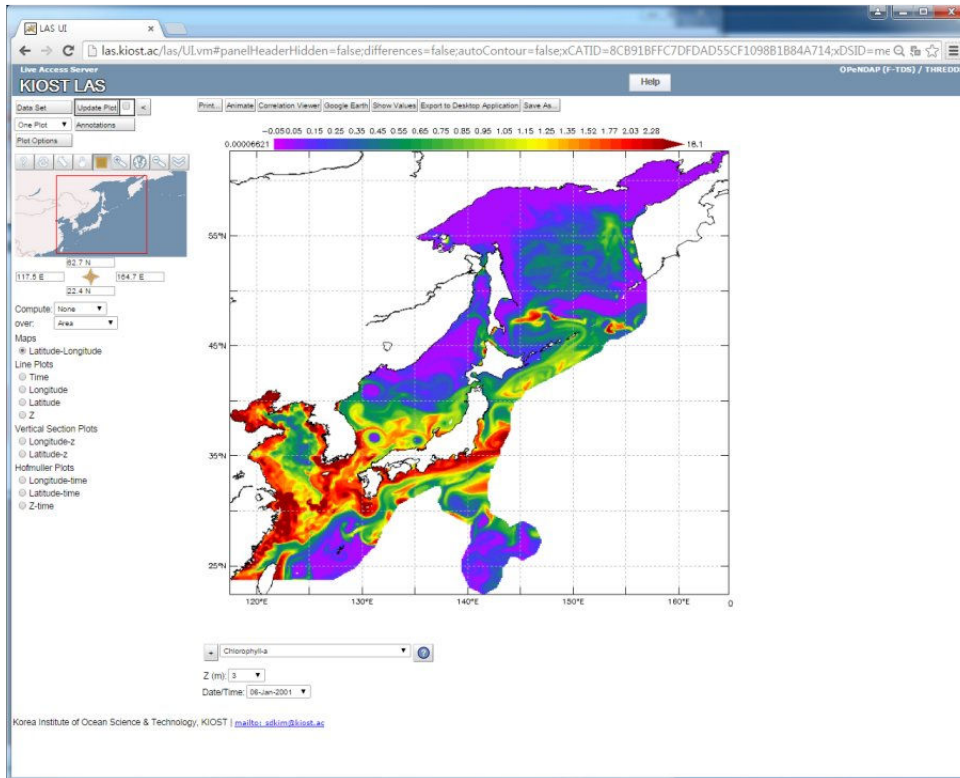 LAS UI
las.kiost.ac/las/UI.vm#panelHeaderHidden=false;differences=false;autoContour=false;xCATID=8CB91BFFC7DFDAD55CF1098B1B84A714;xDSID=me
Live Access Server
OPeNDAP (F-TDS) / THREDD
KIOST LAS
Help
Data Set
Update Plot
<
Print...
Animate
Correlation Viewer
Google Earth
Show Values
Export to Desktop Application
Save As...
One Plot
Annotations
Plot Options
-0.05 0.05 0.15 0.25 0.35 0.45 0.55 0.65 0.75 0.85 0.95 1.05 1.15 1.25 1.35 1.52 1.77 2.03 2.28
0.00006621
18.1
62.7 N
117.5 E
164.7 E
22.4 N
Compute: None
over: Area
Maps
Latitude-Longitude
Line Plots
Time
Longitude
Latitude
Z
Vertical Section Plots
Longitude-z
Latitude-z
Hofmuller Plots
Longitude-time
Latitude-time
Z-time
55°N
45°N
35°N
25°N
120°E
130°E
140°E
150°E
160°E
0
+
Chlorophyll-a
?
Z (m): 3
Date/Time: 06-Jan-2001
Korea Institute of Ocean Science & Technology, KIOST | mailto: sdkim@kiost.ac